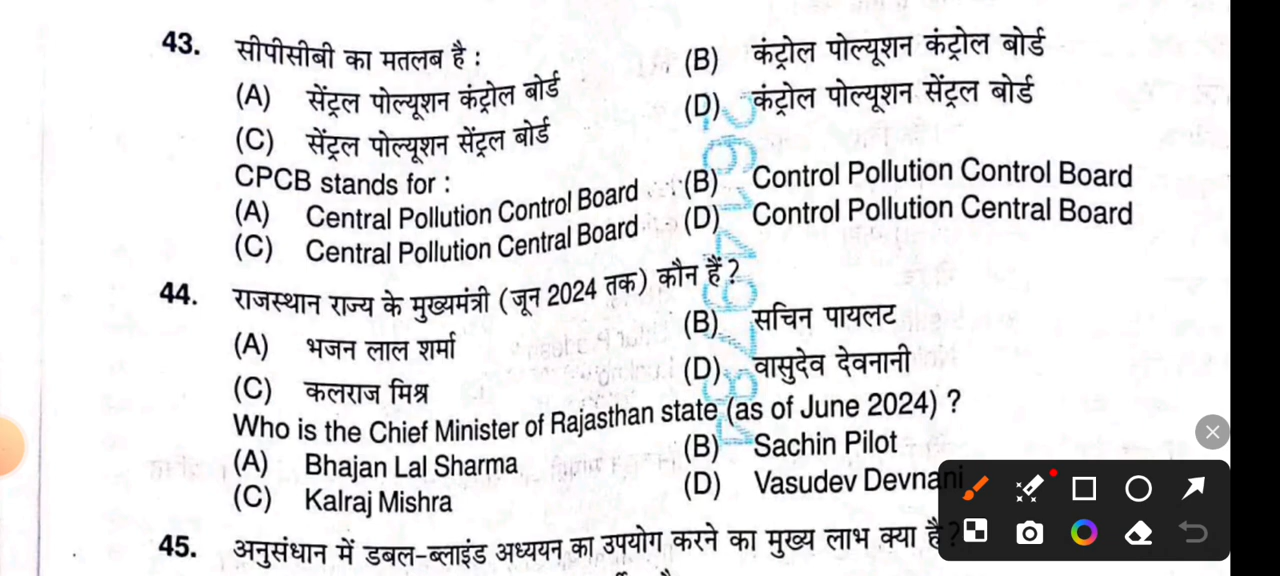 43. सीपीसीबी का मतलब है :
(A) सेंट्रल पोल्यूशन कंट्रोल बोर्ड (B) कंट्रोल पोल्यूशन कंट्रोल बोर्ड
(C) सेंट्रल पोल्यूशन सेंट्रल बोर्ड (D) कंट्रोल पोल्यूशन सेंट्रल बोर्ड
CPCB stands for :
(A) Central Pollution Control Board (B) Control Pollution Control Board
(C) Central Pollution Central Board (D) Control Pollution Central Board
44. राजस्थान राज्य के मुख्यमंत्री (जून 2024 तक) कौन हैं ?
(A) भजन लाल शर्मा (B) सचिन पायलट
(C) कलराज मिश्र (D) वासुदेव देवनानी
Who is the Chief Minister of Rajasthan state (as of June 2024) ?
(A) Bhajan Lal Sharma (B) Sachin Pilot
(C) Kalraj Mishra (D) Vasudev Devnani
45. अनुसंधान में डबल-ब्लाइंड अध्ययन का उपयोग करने का मुख्य लाभ क्या है ?